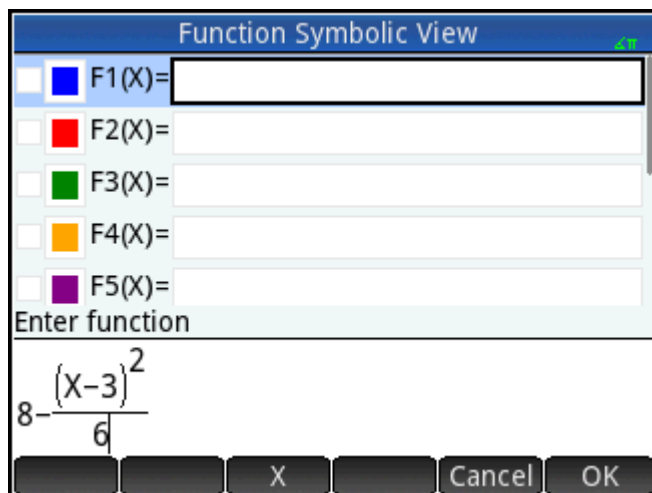 Function Symbolic View
∡π
F1(X)=
F2(X)=
F3(X)=
F4(X)=
F5(X)=
Enter function
8-(X-3)²/6
X Cancel OK